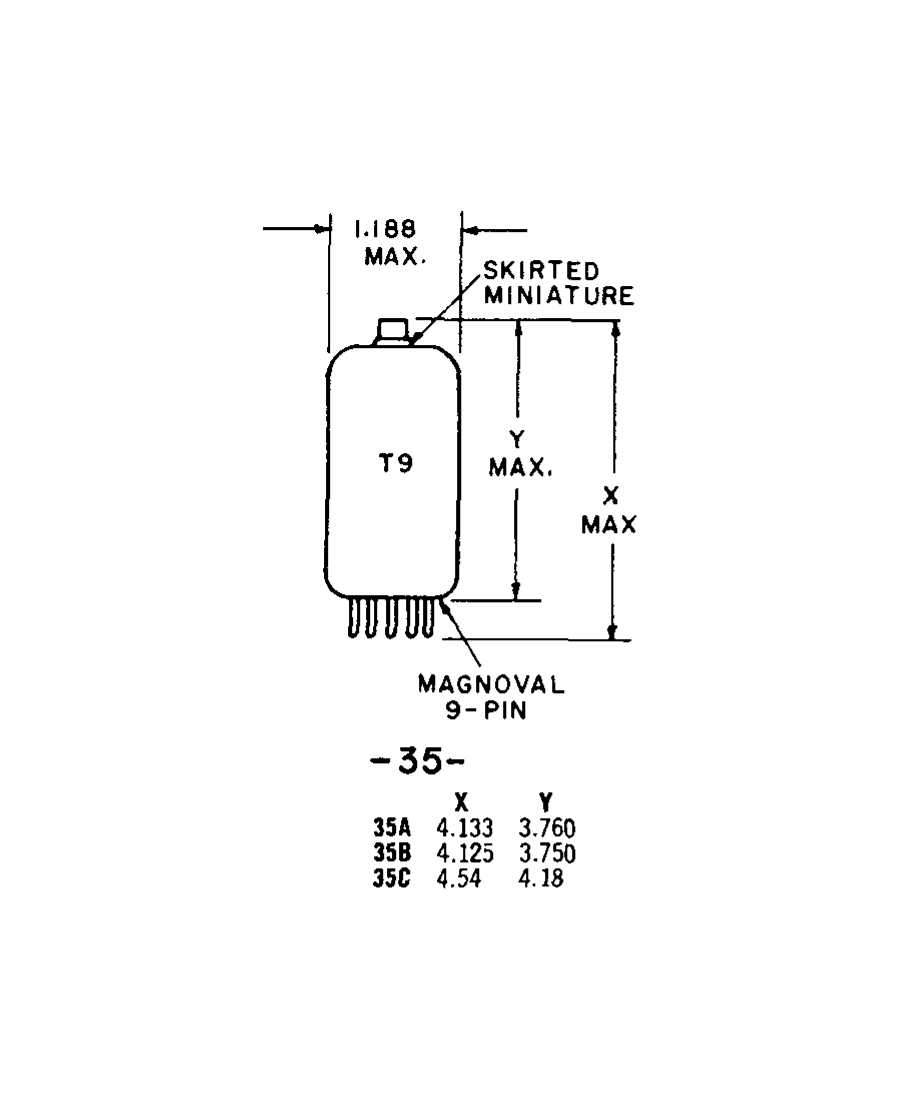 1.188
MAX.
SKIRTED
MINIATURE
T9
Y
MAX.
X
MAX
MAGNOVAL
9-PIN
-35-
X Y
35A 4.133 3.760
35B 4.125 3.750
35C 4.54 4.18